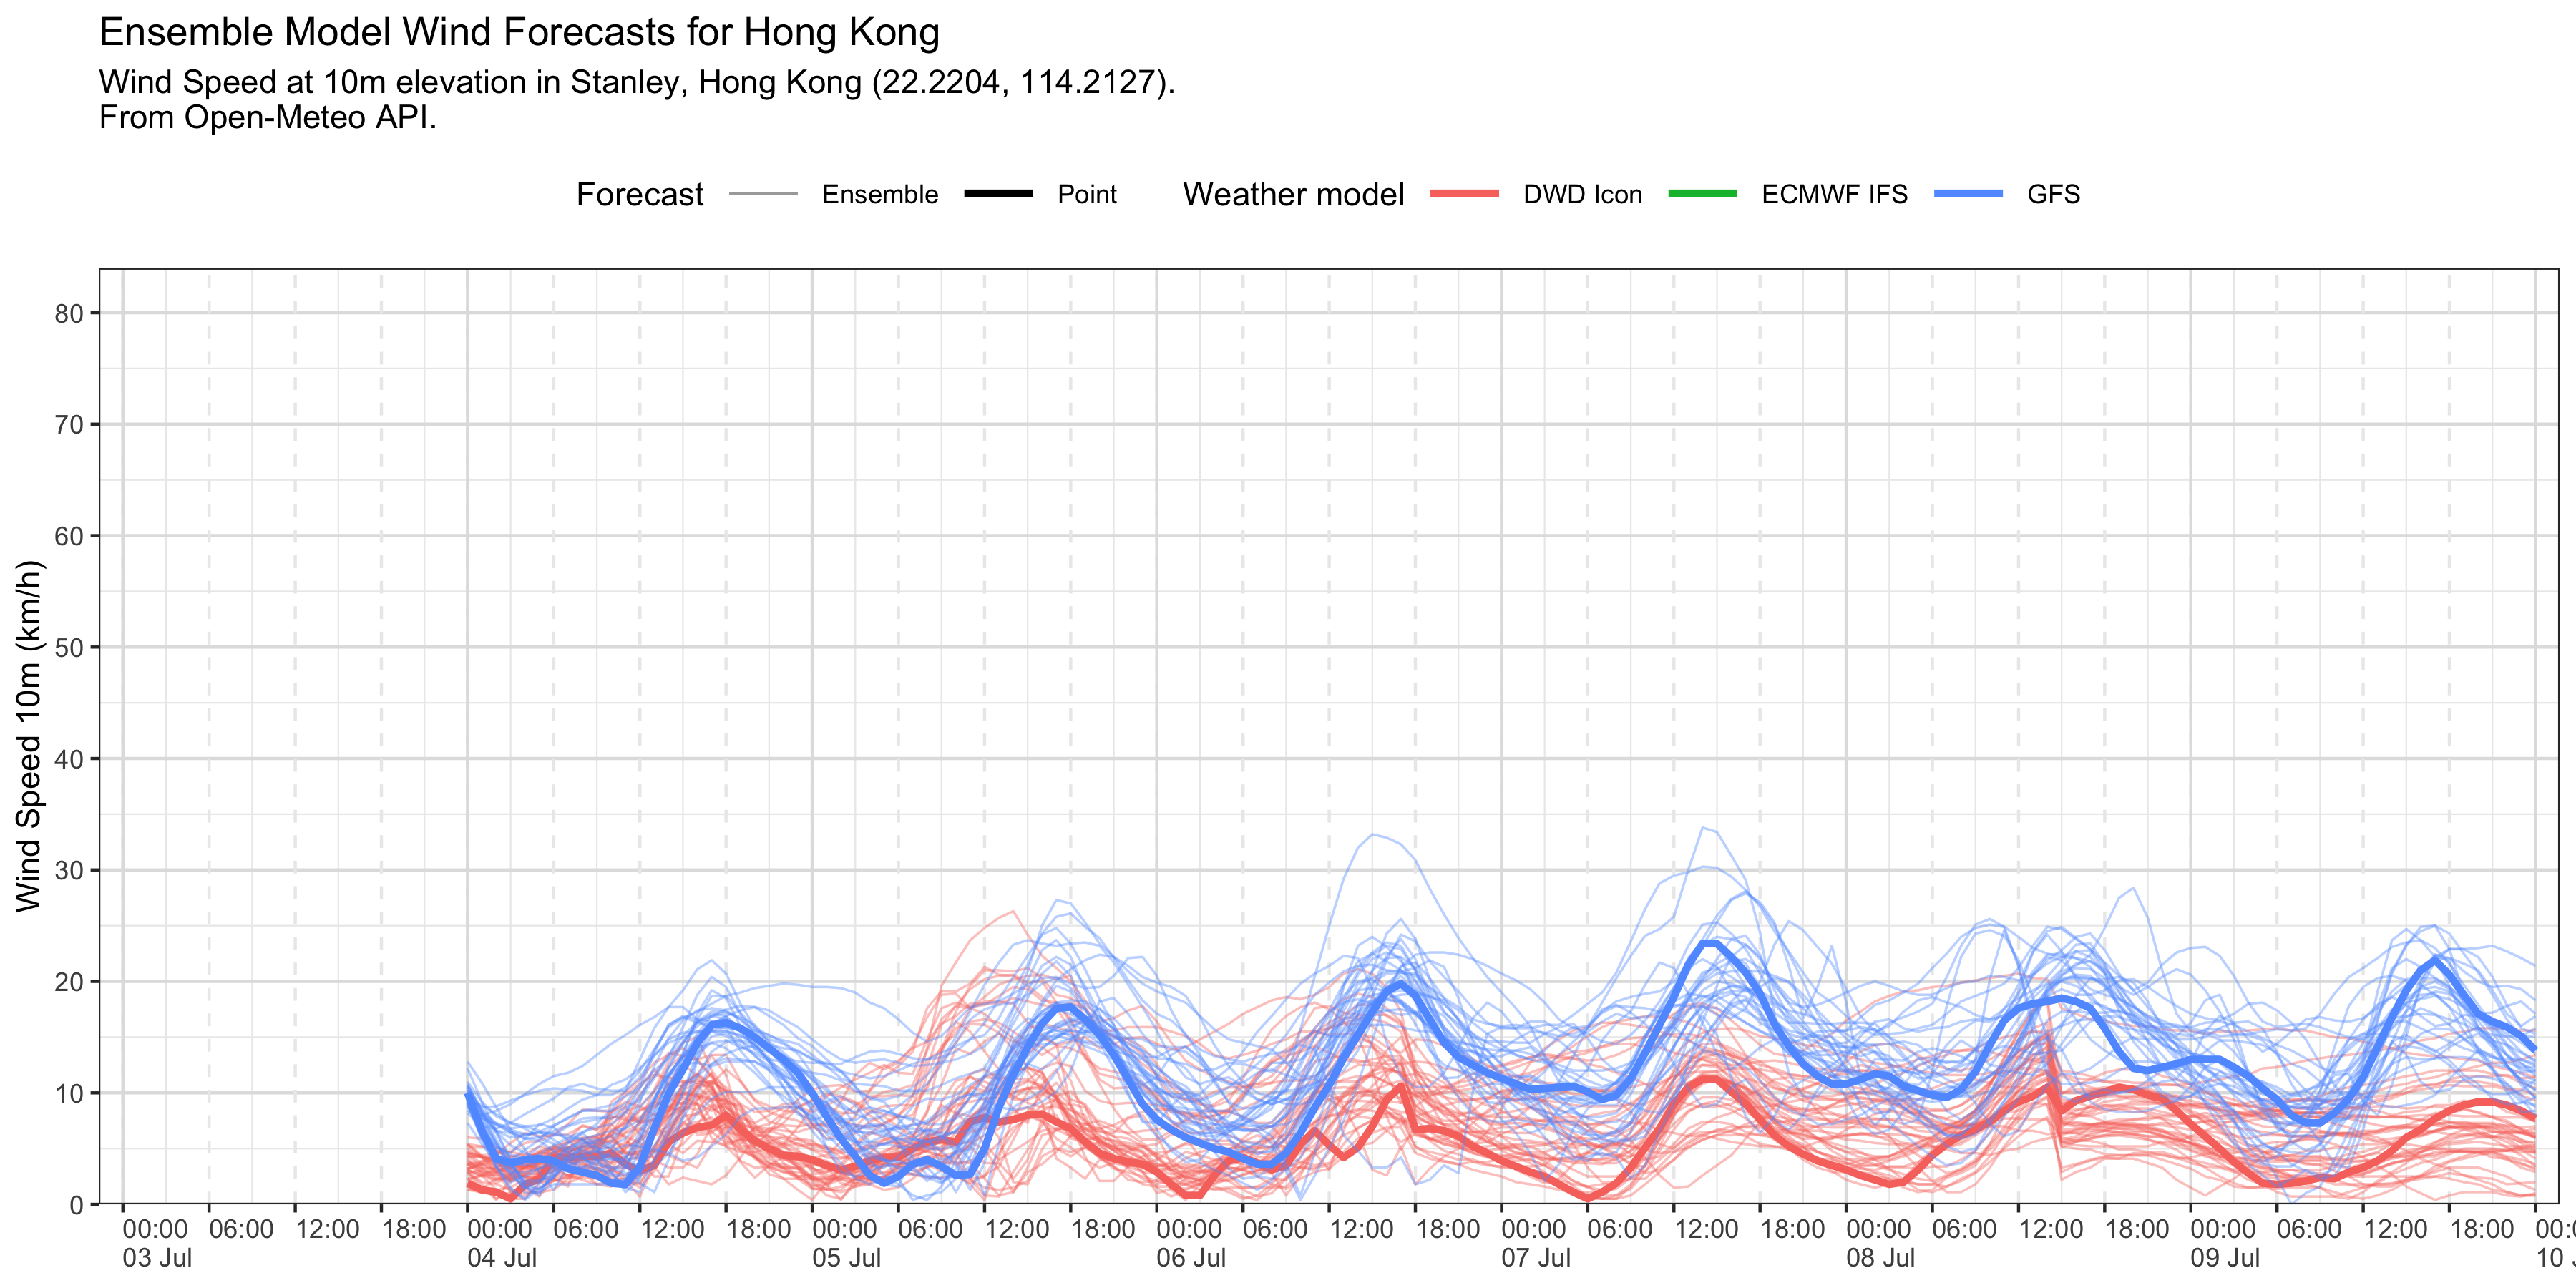 Ensemble Model Wind Forecasts for Hong Kong
Wind Speed at 10m elevation in Stanley, Hong Kong (22.2204, 114.2127).
From Open-Meteo API.
Forecast Ensemble Point Weather model DWD Icon ECMWF IFS GFS
Wind Speed 10m (km/h)
80
70
60
50
40
30
20
10
0
00:00 06:00 12:00 18:00 00:00 06:00 12:00 18:00 00:00 06:00 12:00 18:00 00:00 06:00 12:00 18:00 00:00 06:00 12:00 18:00 00:00 06:00 12:00 18:00 00:00 06:00 12:00 18:00
03 Jul 04 Jul 05 Jul 06 Jul 07 Jul 08 Jul 09 Jul 10